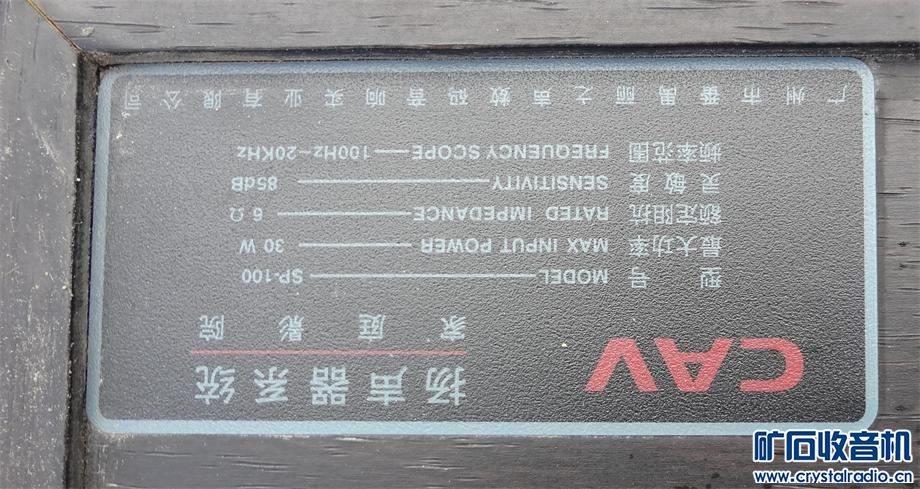 CAV
扬声器系统
家庭影院
型号 MODEL SP-100
最大功率 MAX INPUT POWER 30 W
额定阻抗 RATED IMPEDANCE 6 Ω
灵敏度 SENSITIVITY 85dB
频率范围 FREQUENCY SCOPE 100Hz~20KHz
广州市番禺丽之声数码音响实业有限公司
矿石收音机
www.crystalradio.cn